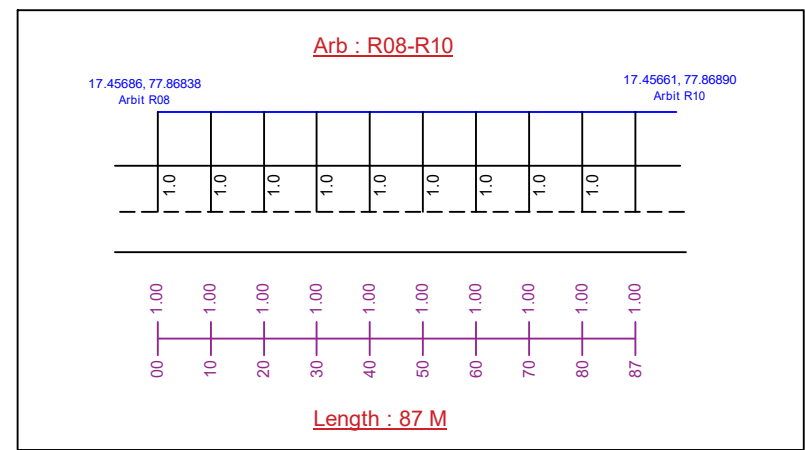 Arb : R08-R10
17.45686, 77.86838
Arbit R08
17.45661, 77.86890
Arbit R10
1.0 1.0 1.0 1.0 1.0 1.0 1.0 1.0 1.0
1.00 1.00 1.00 1.00 1.00 1.00 1.00 1.00 1.00 1.00
00 10 20 30 40 50 60 70 80 87
Length : 87 M